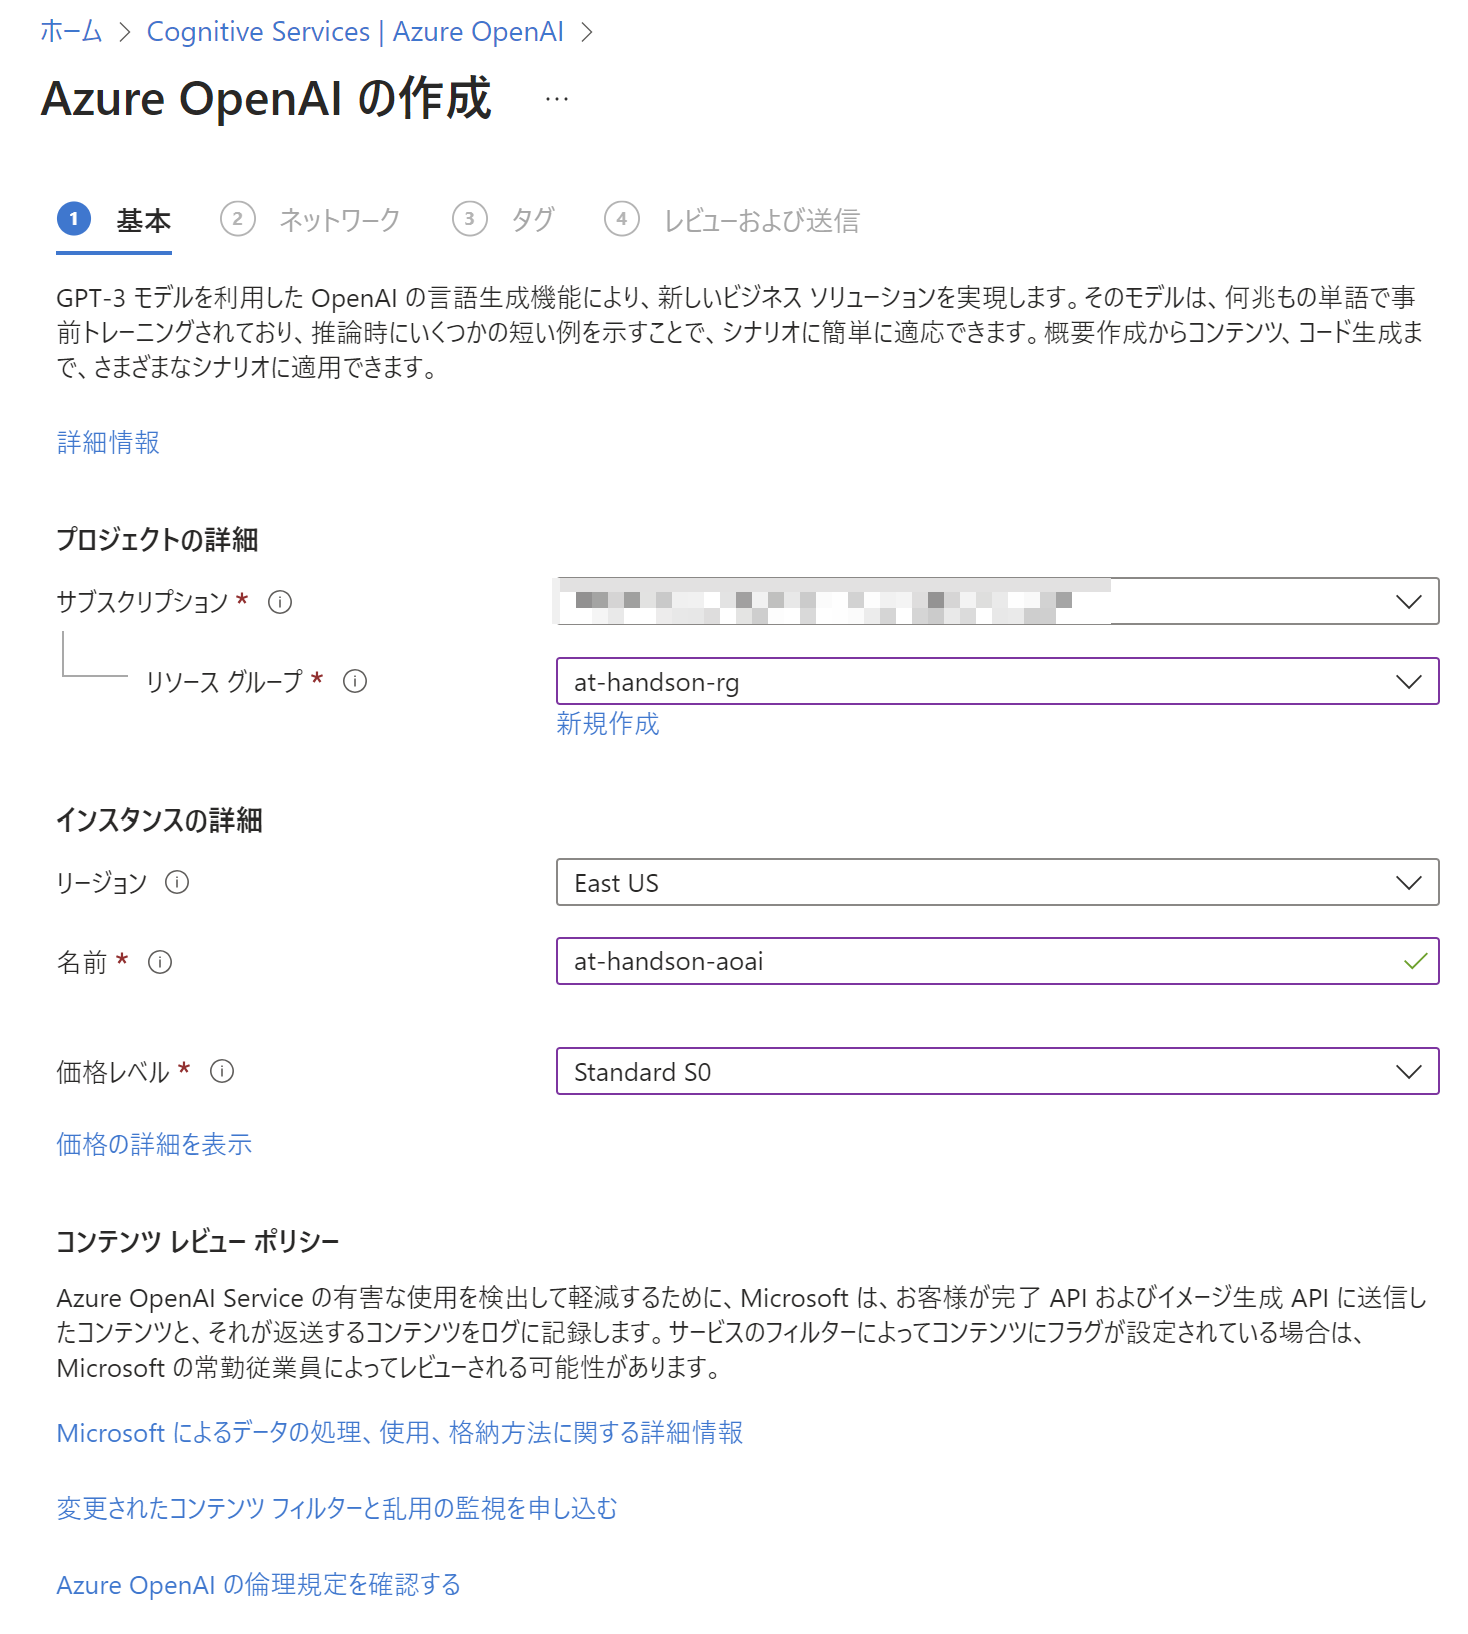 ホーム > Cognitive Services | Azure OpenAI >
Azure OpenAI の作成 …
1 基本 2 ネットワーク 3 タグ 4 レビューおよび送信
GPT-3 モデルを利用した OpenAI の言語生成機能により、新しいビジネス ソリューションを実現します。そのモデルは、何兆もの単語で事
前トレーニングされており、推論時にいくつかの短い例を示すことで、シナリオに簡単に適応できます。概要作成からコンテンツ、コード生成ま
で、さまざまなシナリオに適用できます。
詳細情報
プロジェクトの詳細
サブスクリプション *
リソース グループ * at-handson-rg
新規作成
インスタンスの詳細
リージョン East US
名前 * at-handson-aoai
価格レベル * Standard S0
価格の詳細を表示
コンテンツ レビュー ポリシー
Azure OpenAI Service の有害な使用を検出して軽減するために、Microsoft は、お客様が完了 API およびイメージ生成 API に送信し
たコンテンツと、それが返送するコンテンツをログに記録します。サービスのフィルターによってコンテンツにフラグが設定されている場合は、
Microsoft の常勤従業員によってレビューされる可能性があります。
Microsoft によるデータの処理、使用、格納方法に関する詳細情報
変更されたコンテンツ フィルターと乱用の監視を申し込む
Azure OpenAI の倫理規定を確認する